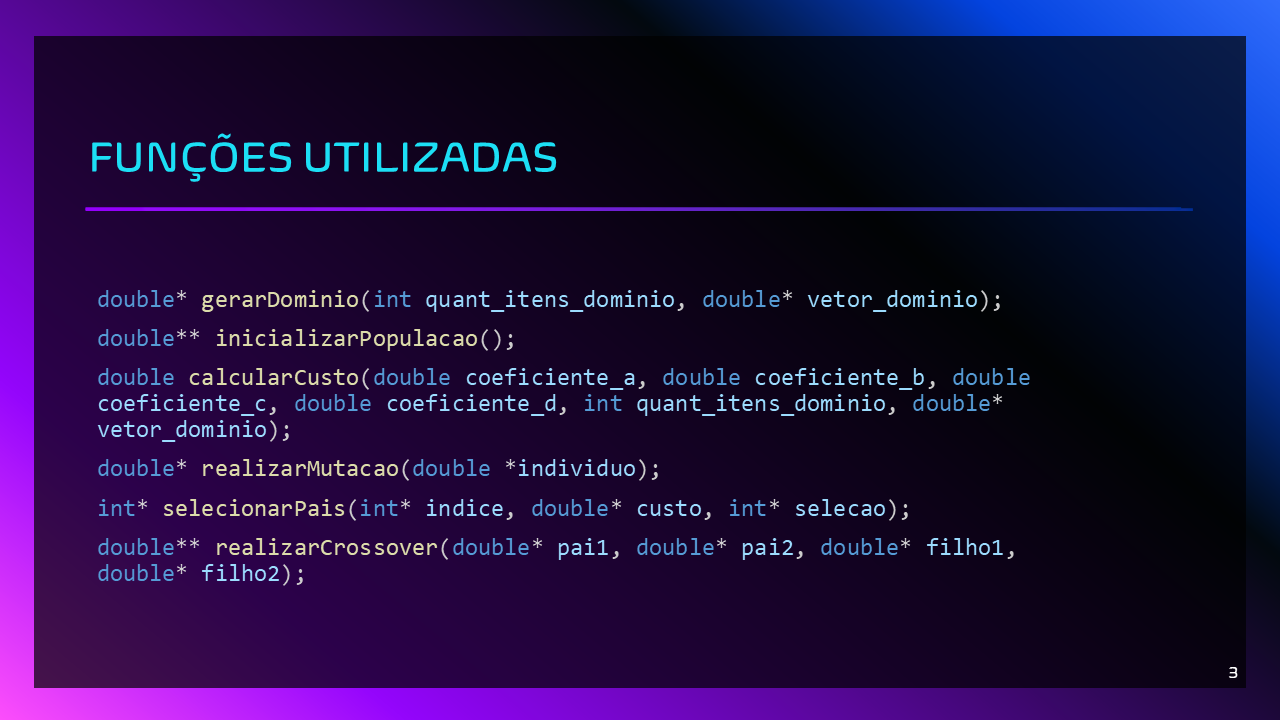 FUNÇÕES UTILIZADAS
double* gerarDominio(int quant_itens_dominio, double* vetor_dominio);
double** inicializarPopulacao();
double calcularCusto(double coeficiente_a, double coeficiente_b, double
coeficiente_c, double coeficiente_d, int quant_itens_dominio, double*
vetor_dominio);
double* realizarMutacao(double *individuo);
int* selecionarPais(int* indice, double* custo, int* selecao);
double** realizarCrossover(double* pai1, double* pai2, double* filho1,
double* filho2);
3